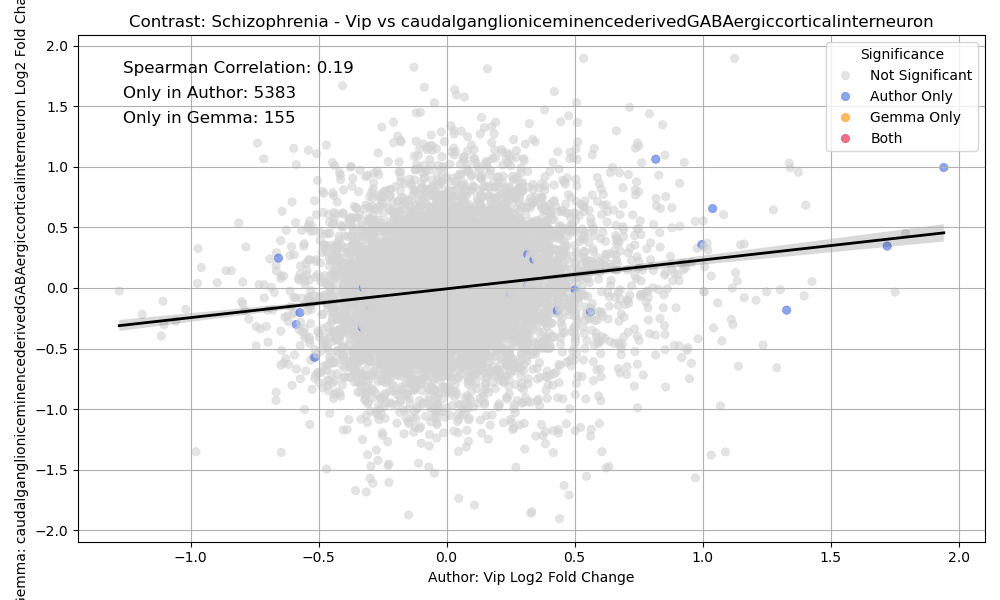 Contrast: Schizophrenia - Vip vs caudalganglioniceminencederivedGABAergiccorticalinterneuron
Spearman Correlation: 0.19
Only in Author: 5383
Only in Gemma: 155
Significance
Not Significant
Author Only
Gemma Only
Both
2.0
1.5
1.0
0.5
0.0
−0.5
−1.0
−1.5
−2.0
−1.0
−0.5
0.0
0.5
1.0
1.5
2.0
Author: Vip Log2 Fold Change
caudalganglioniceminencederivedGABAergiccorticalinterneuron Log2 Fold